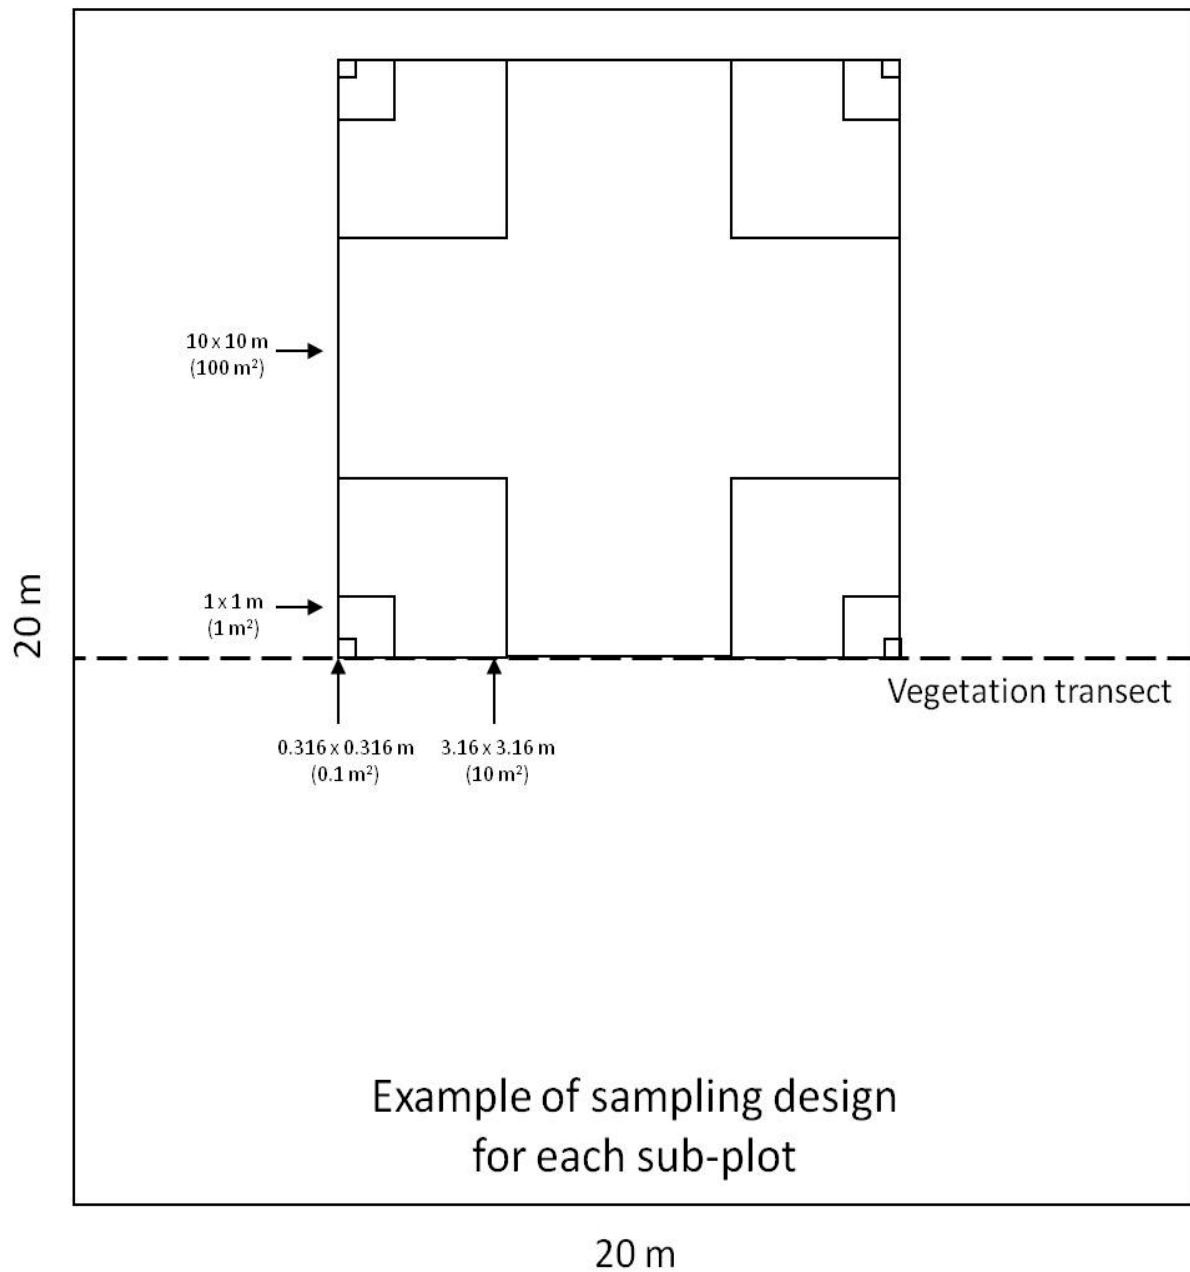 10 x 10 m
(100 m²)
1 x 1 m
(1 m²)
20 m
Vegetation transect
0.316 x 0.316 m
(0.1 m²)
3.16 x 3.16 m
(10 m²)
Example of sampling design
for each sub-plot
20 m